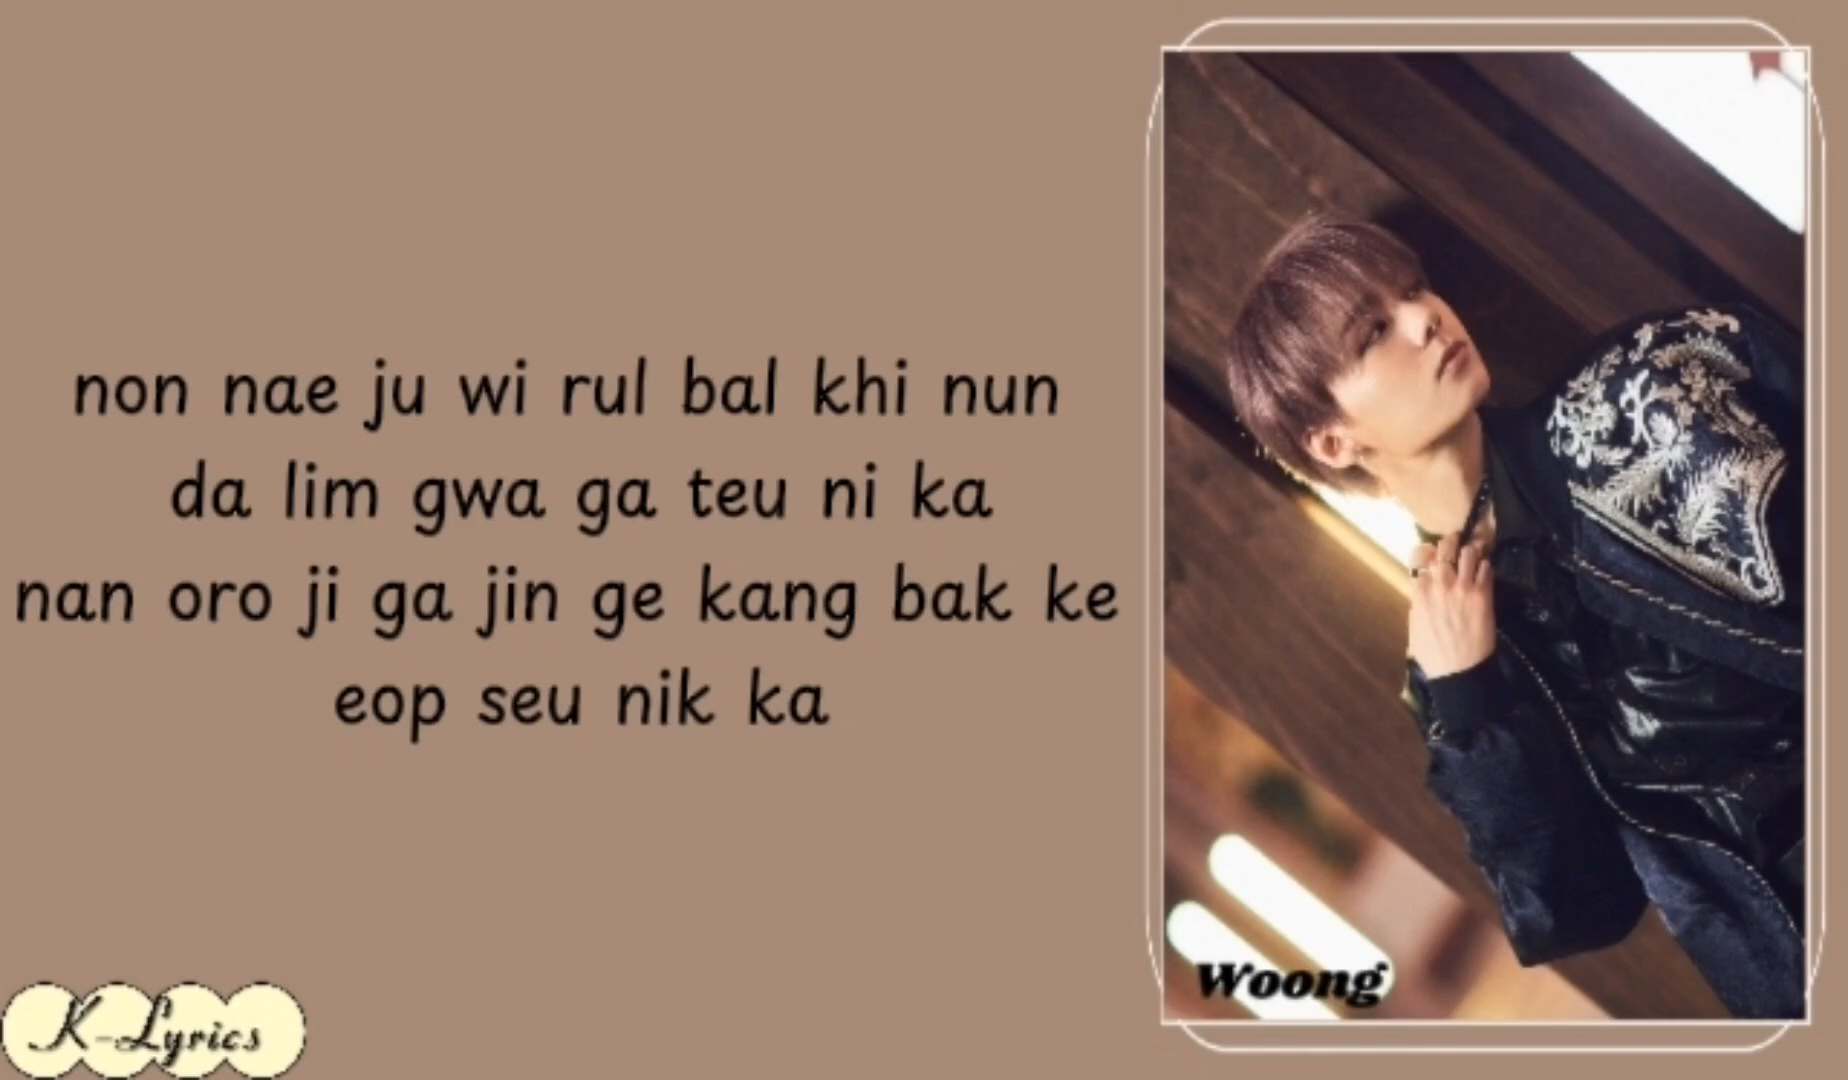 non nae ju wi rul bal khi nun
da lim gwa ga teu ni ka
nan oro ji ga jin ge kang bak ke
eop seu nik ka
Woong
K-Lyrics